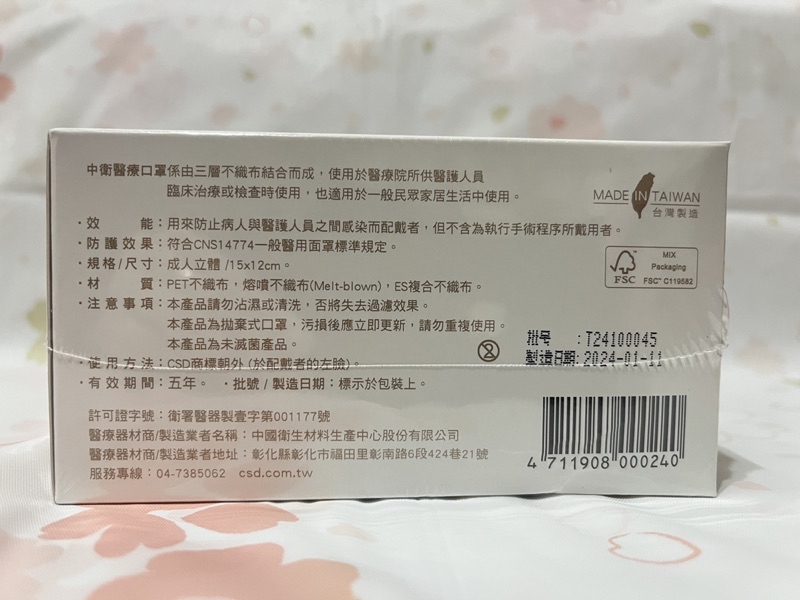 中衛醫療口罩係由三層不織布結合而成，使用於醫療院所供醫護人員
臨床治療或檢查時使用，也適用於一般民眾家居生活中使用。
MADE IN TAIWAN
台灣製造
・效　　能：用來防止病人與醫護人員之間感染而配戴者，但不含為執行手術程序所戴用者。
・防護效果：符合CNS14774一般醫用面罩標準規定。
・規格/尺寸：成人立體 /15x12cm。
・材　　質：PET不織布，熔噴不織布(Melt-blown)，ES複合不織布。
・注意事項：本產品請勿沾濕或清洗，否將失去過濾效果。
本產品為拋棄式口罩，污損後應立即更新，請勿重複使用。
本產品為未滅菌產品。
・使用方法：CSD商標朝外 (於配戴者的左臉)。
・有效期間：五年。 ・批號 / 製造日期：標示於包裝上。
FSC
MIX
Packaging
FSC™ C119582
2
批号　:T24100045
製造日期:2024-01-11
許可證字號：衛署醫器製壹字第001177號
醫療器材商/製造業者名稱：中國衛生材料生產中心股份有限公司
醫療器材商/製造業者地址：彰化縣彰化市福田里彰南路6段424巷21號
服務專線：04-7385062 csd.com.tw
4 711908 000240